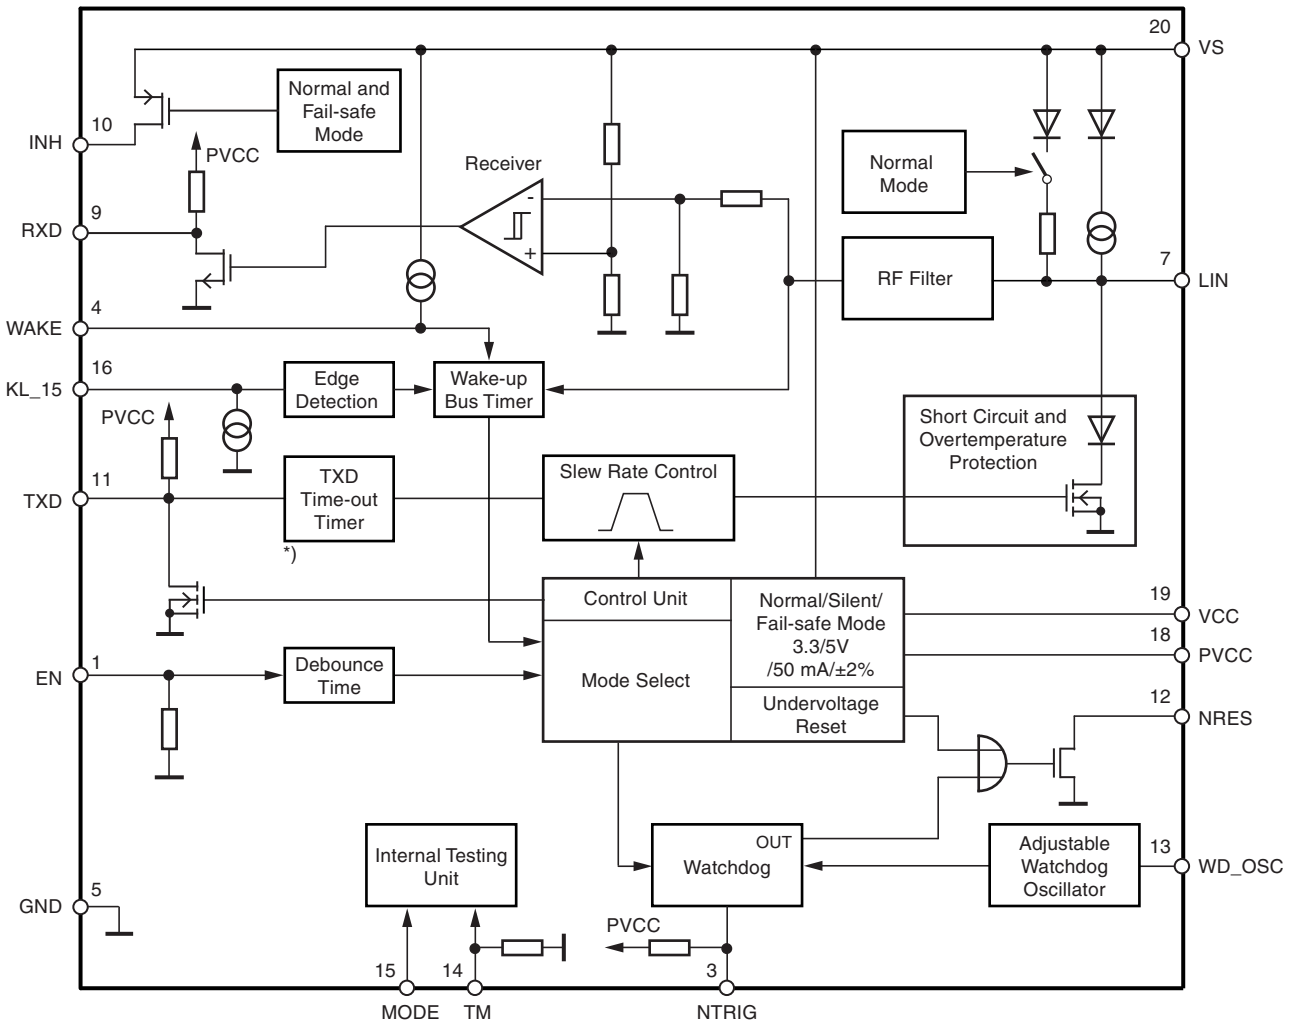 20
VS
Normal and
Fail-safe
Mode
10
INH
PVCC
Receiver
Normal
Mode
-
+
9
RXD
7
LIN
RF Filter
4
WAKE
16
KL_15
Edge
Detection
Wake-up
Bus Timer
PVCC
Short Circuit and
Overtemperature
Protection
11
TXD
TXD
Time-out
Timer
*)
Slew Rate Control
Control Unit
Normal/Silent/
Fail-safe Mode
3.3/5V
/50 mA/±2%
19
VCC
18
PVCC
1
EN
Debounce
Time
Mode Select
Undervoltage
Reset
12
NRES
Internal Testing
Unit
OUT
Watchdog
Adjustable
Watchdog
Oscillator
13
WD_OSC
5
GND
PVCC
15
14
3
MODE
TM
NTRIG